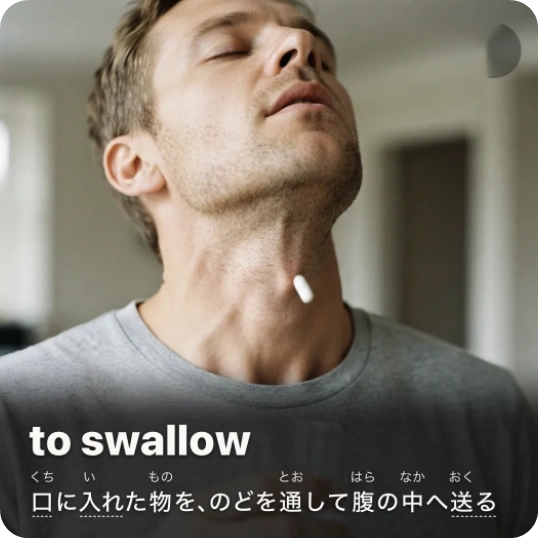 to swallow
くち い もの とお はら なか おく
口に入れた物を、のどを通して腹の中へ送る